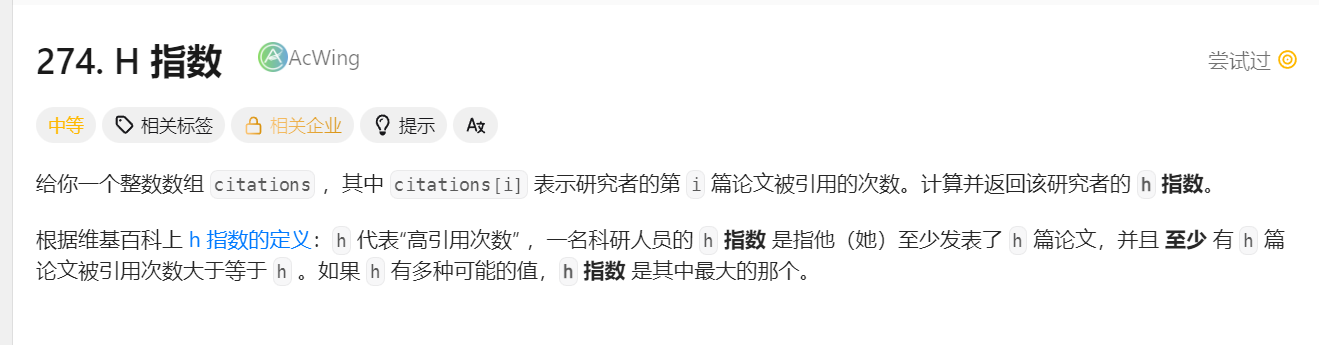 274. H 指数 AcWing 尝试过
中等 相关标签 相关企业 提示 A文
给你一个整数数组 citations ，其中 citations[i] 表示研究者的第 i 篇论文被引用的次数。计算并返回该研究者的 h 指数。
根据维基百科上 h 指数的定义：h 代表“高引用次数” ，一名科研人员的 h 指数 是指他（她）至少发表了 h 篇论文，并且 至少 有 h 篇
论文被引用次数大于等于 h 。如果 h 有多种可能的值，h 指数 是其中最大的那个。